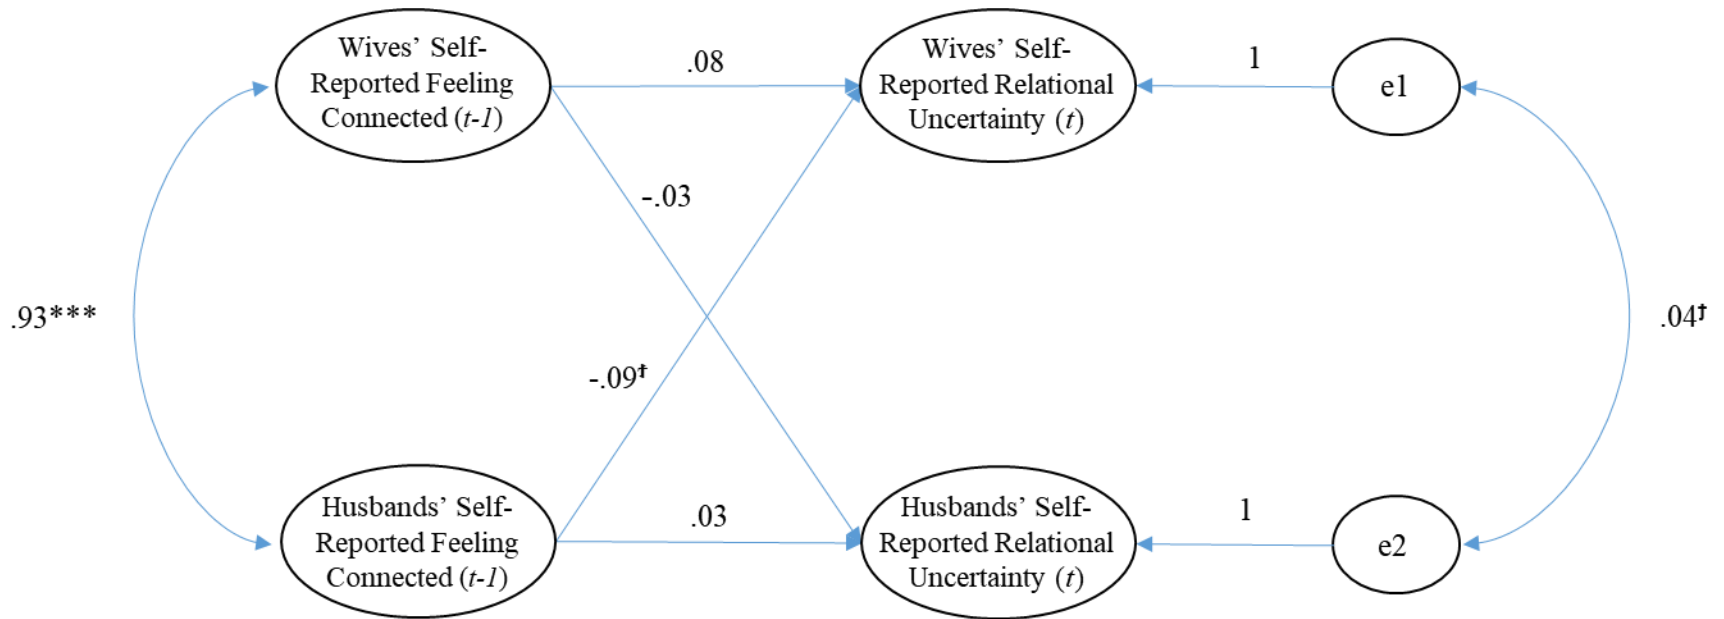 Wives’ Self-
Reported Feeling
Connected (t-1)
.08
Wives’ Self-
Reported Relational
Uncertainty (t)
1
e1
-.03
.93***
.04†
-.09†
Husbands’ Self-
Reported Feeling
Connected (t-1)
.03
Husbands’ Self-
Reported Relational
Uncertainty (t)
1
e2